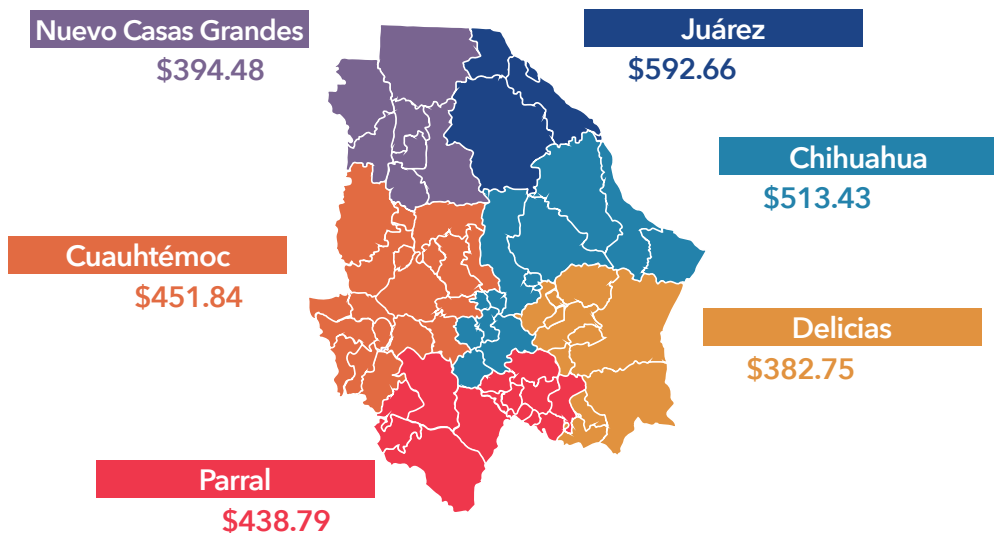 Nuevo Casas Grandes
$394.48
Juárez
$592.66
Chihuahua
$513.43
Cuauhtémoc
$451.84
Delicias
$382.75
Parral
$438.79